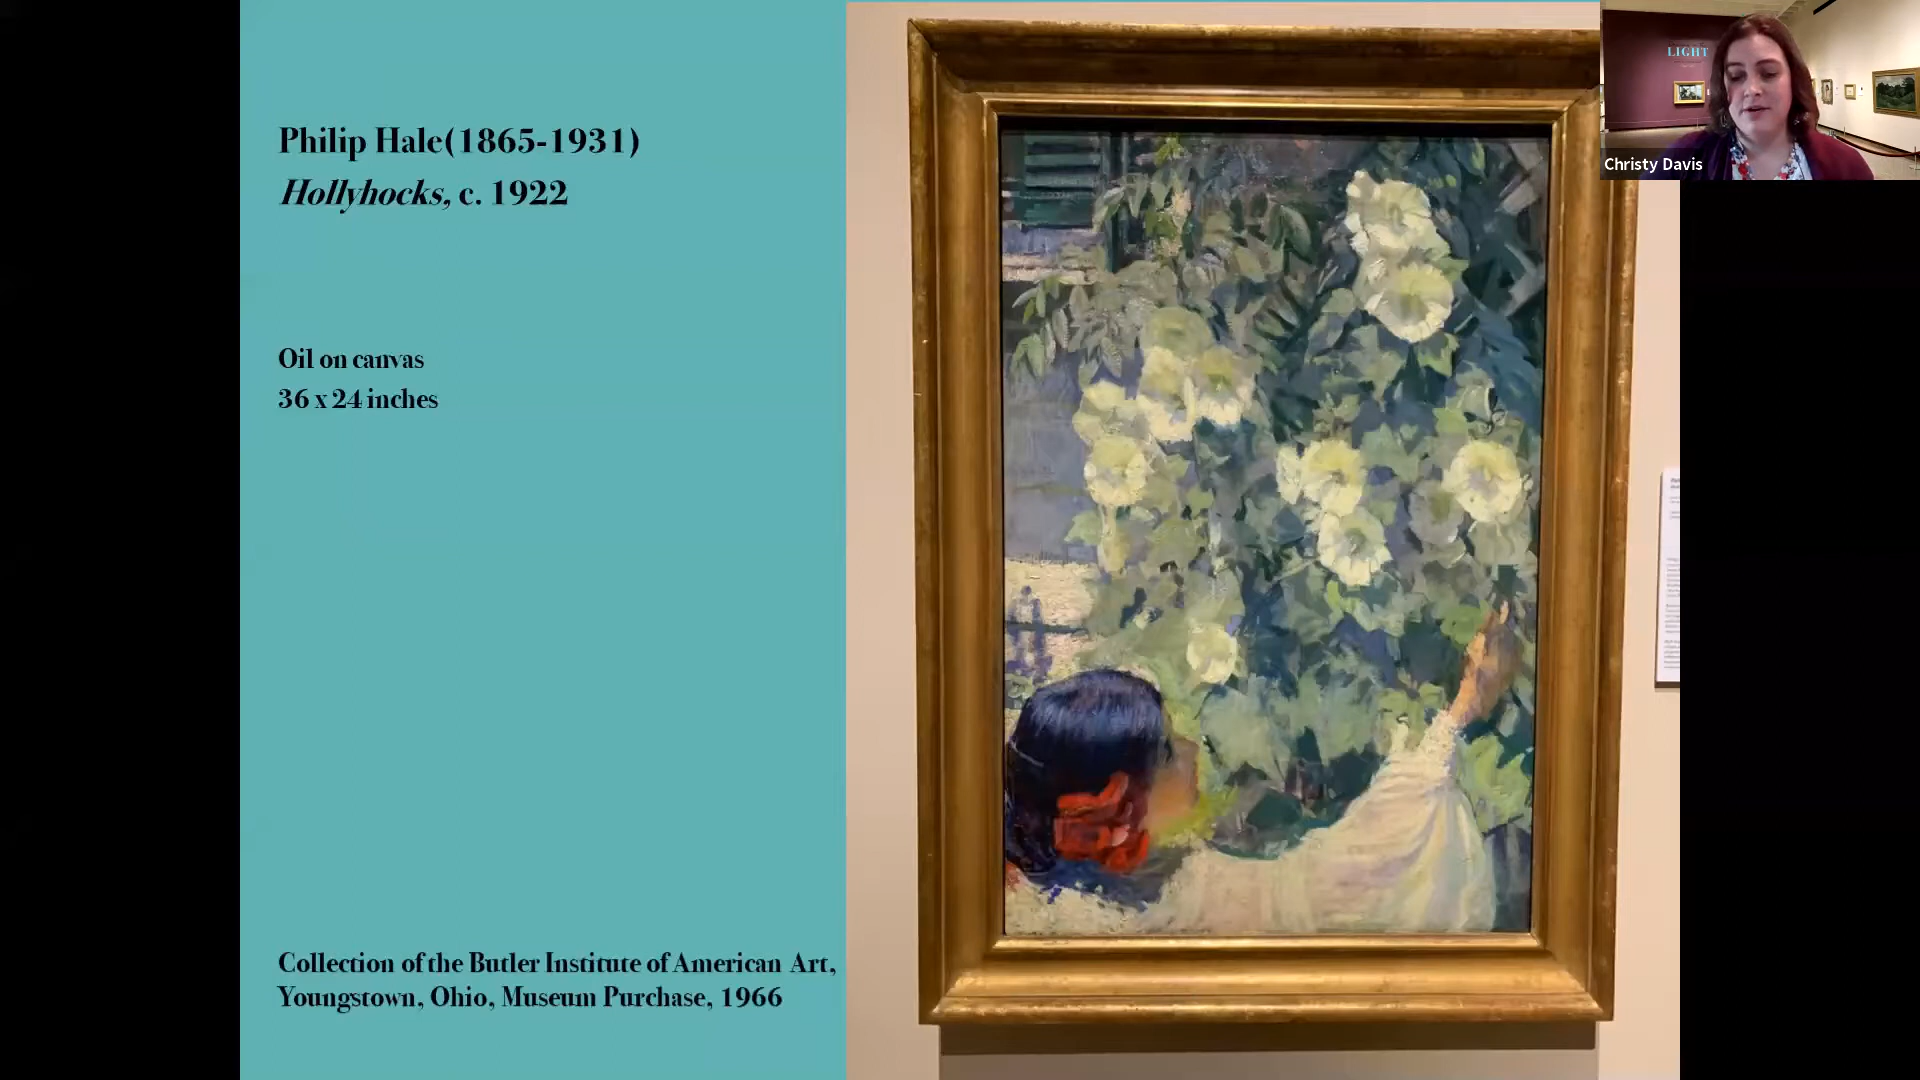 Philip Hale(1865-1931)
Hollyhocks, c. 1922
Oil on canvas
36 x 24 inches
Collection of the Butler Institute of American Art,
Youngstown, Ohio, Museum Purchase, 1966
LIGHT
Christy Davis